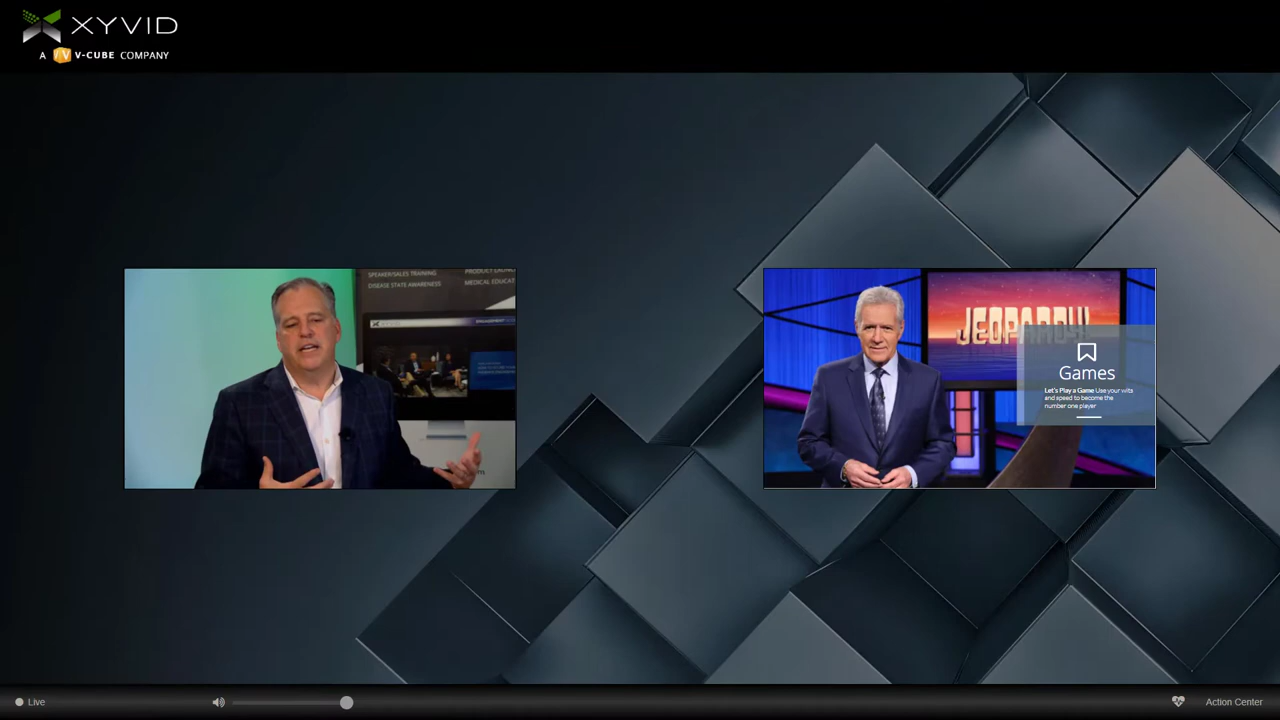 XYVID
A V-CUBE COMPANY
SPEAKER/SALES TRAINING
DISEASE STATE AWARENESS
MEDICAL EDUCAT
JEOPARDY!
Games
Let's Play a Game Use your wits
and speed to become the
number one player
Live
Action Center